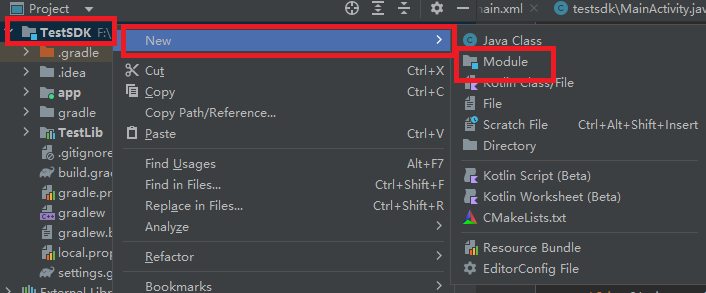 Project
main.xml
testsdk\MainActivity.java
TestSDK F:\
.gradle
.idea
app
gradle
TestLib
.gitignore
build.grad
gradle.pr
gradlew
gradlew.b
local.prop
settings.g
External Libr
New
Cut Ctrl+X
Copy Ctrl+C
Copy Path/Reference...
Paste Ctrl+V
Find Usages Alt+F7
Find in Files... Ctrl+Shift+F
Replace in Files... Ctrl+Shift+R
Analyze
Refactor
Bookmarks
Java Class
Module
Kotlin Class/File
File
Scratch File Ctrl+Alt+Shift+Insert
Directory
Kotlin Script (Beta)
Kotlin Worksheet (Beta)
CMakeLists.txt
Resource Bundle
EditorConfig File